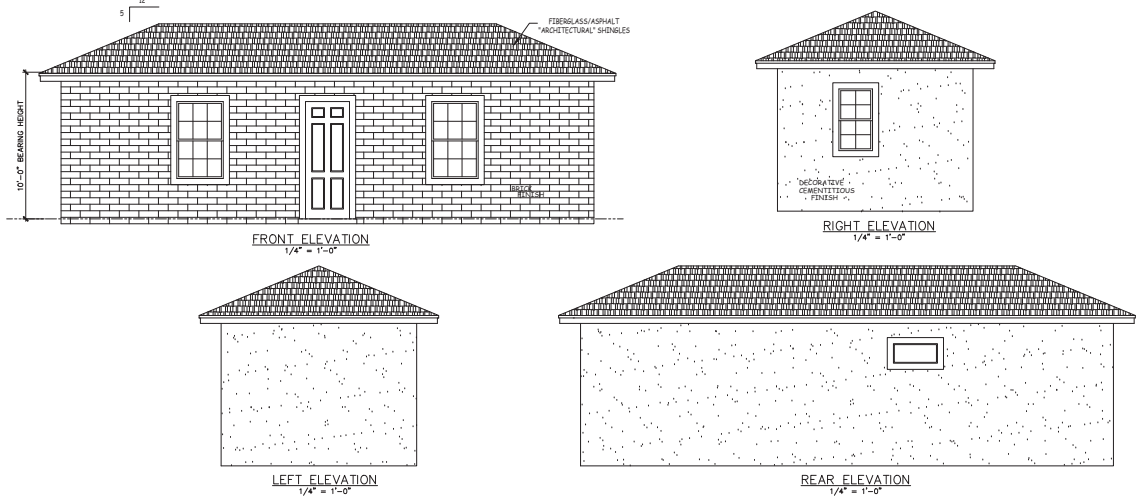 12
5
FIBERGLASS/ASPHALT
"ARCHITECTURAL" SHINGLES
10'-0" BEARING HEIGHT
BRICK
FINISH
FRONT ELEVATION
1/4" = 1'-0"
DECORATIVE
CEMENTITIOUS
FINISH
RIGHT ELEVATION
1/4" = 1'-0"
LEFT ELEVATION
1/4" = 1'-0"
REAR ELEVATION
1/4" = 1'-0"